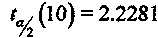 t_{a/2}(10) = 2.2281